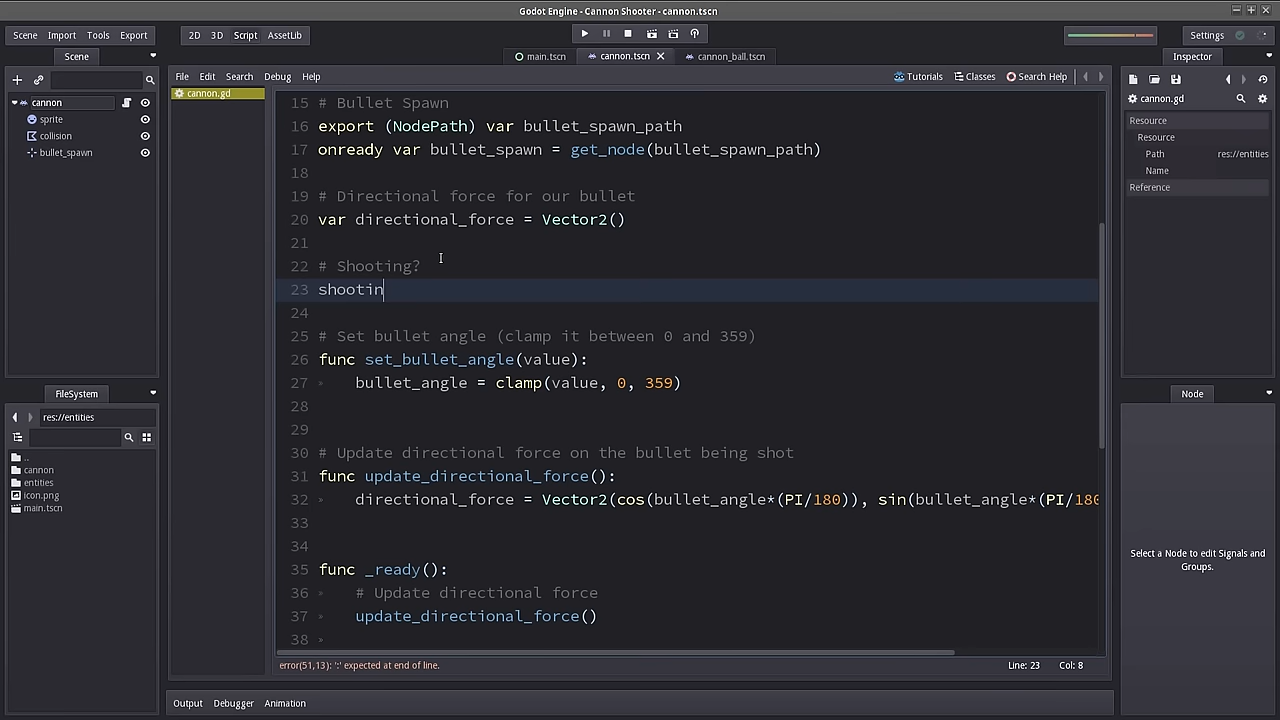 Godot Engine - Cannon Shooter - cannon.tscn
Scene Import Tools Export 2D 3D Script AssetLib Settings
Scene main.tscn cannon.tscn cannon_ball.tscn Inspector
File Edit Search Debug Help Tutorials Classes Search Help
cannon
sprite
collision
bullet_spawn
cannon.gd
15 # Bullet Spawn
16 export (NodePath) var bullet_spawn_path
17 onready var bullet_spawn = get_node(bullet_spawn_path)
18
19 # Directional force for our bullet
20 var directional_force = Vector2()
21
22 # Shooting?
23 shootin
24
25 # Set bullet angle (clamp it between 0 and 359)
26 func set_bullet_angle(value):
27 bullet_angle = clamp(value, 0, 359)
28
29
30 # Update directional force on the bullet being shot
31 func update_directional_force():
32 directional_force = Vector2(cos(bullet_angle*(PI/180)), sin(bullet_angle*(PI/180
33
34
35 func _ready():
36 # Update directional force
37 update_directional_force()
38
error(51,13): ':' expected at end of line. Line: 23 Col: 8
cannon.gd
Resource
Resource
Path res://entities
Name
Reference
FileSystem
res://entities
..
cannon
entities
icon.png
main.tscn
Node
Select a Node to edit Signals and
Groups.
Output Debugger Animation